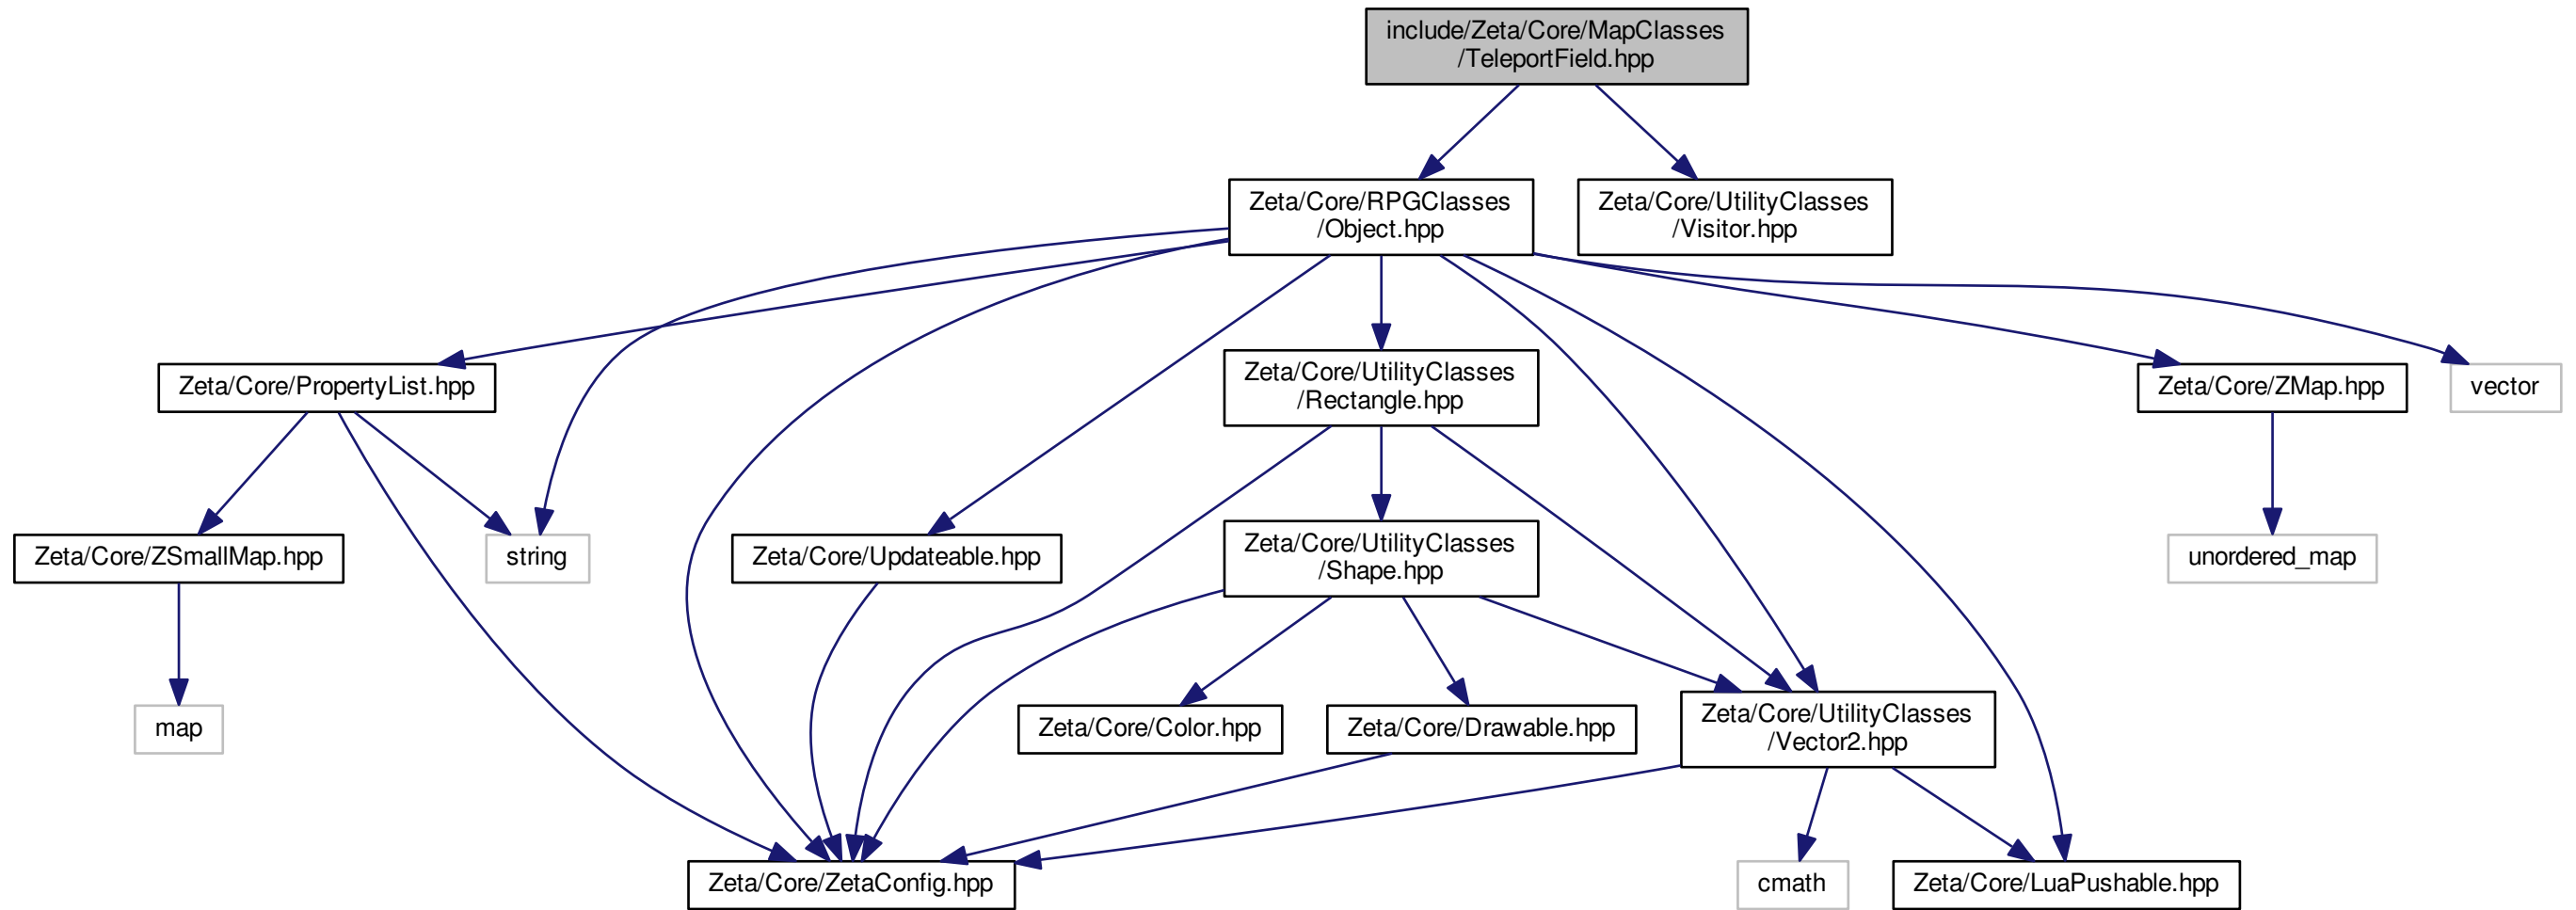 include/Zeta/Core/MapClasses
/TeleportField.hpp
Zeta/Core/RPGClasses
/Object.hpp
Zeta/Core/UtilityClasses
/Visitor.hpp
Zeta/Core/PropertyList.hpp
Zeta/Core/UtilityClasses
/Rectangle.hpp
Zeta/Core/ZMap.hpp
vector
Zeta/Core/ZSmallMap.hpp
string
Zeta/Core/Updateable.hpp
Zeta/Core/UtilityClasses
/Shape.hpp
unordered_map
map
Zeta/Core/Color.hpp
Zeta/Core/Drawable.hpp
Zeta/Core/UtilityClasses
/Vector2.hpp
Zeta/Core/ZetaConfig.hpp
cmath
Zeta/Core/LuaPushable.hpp